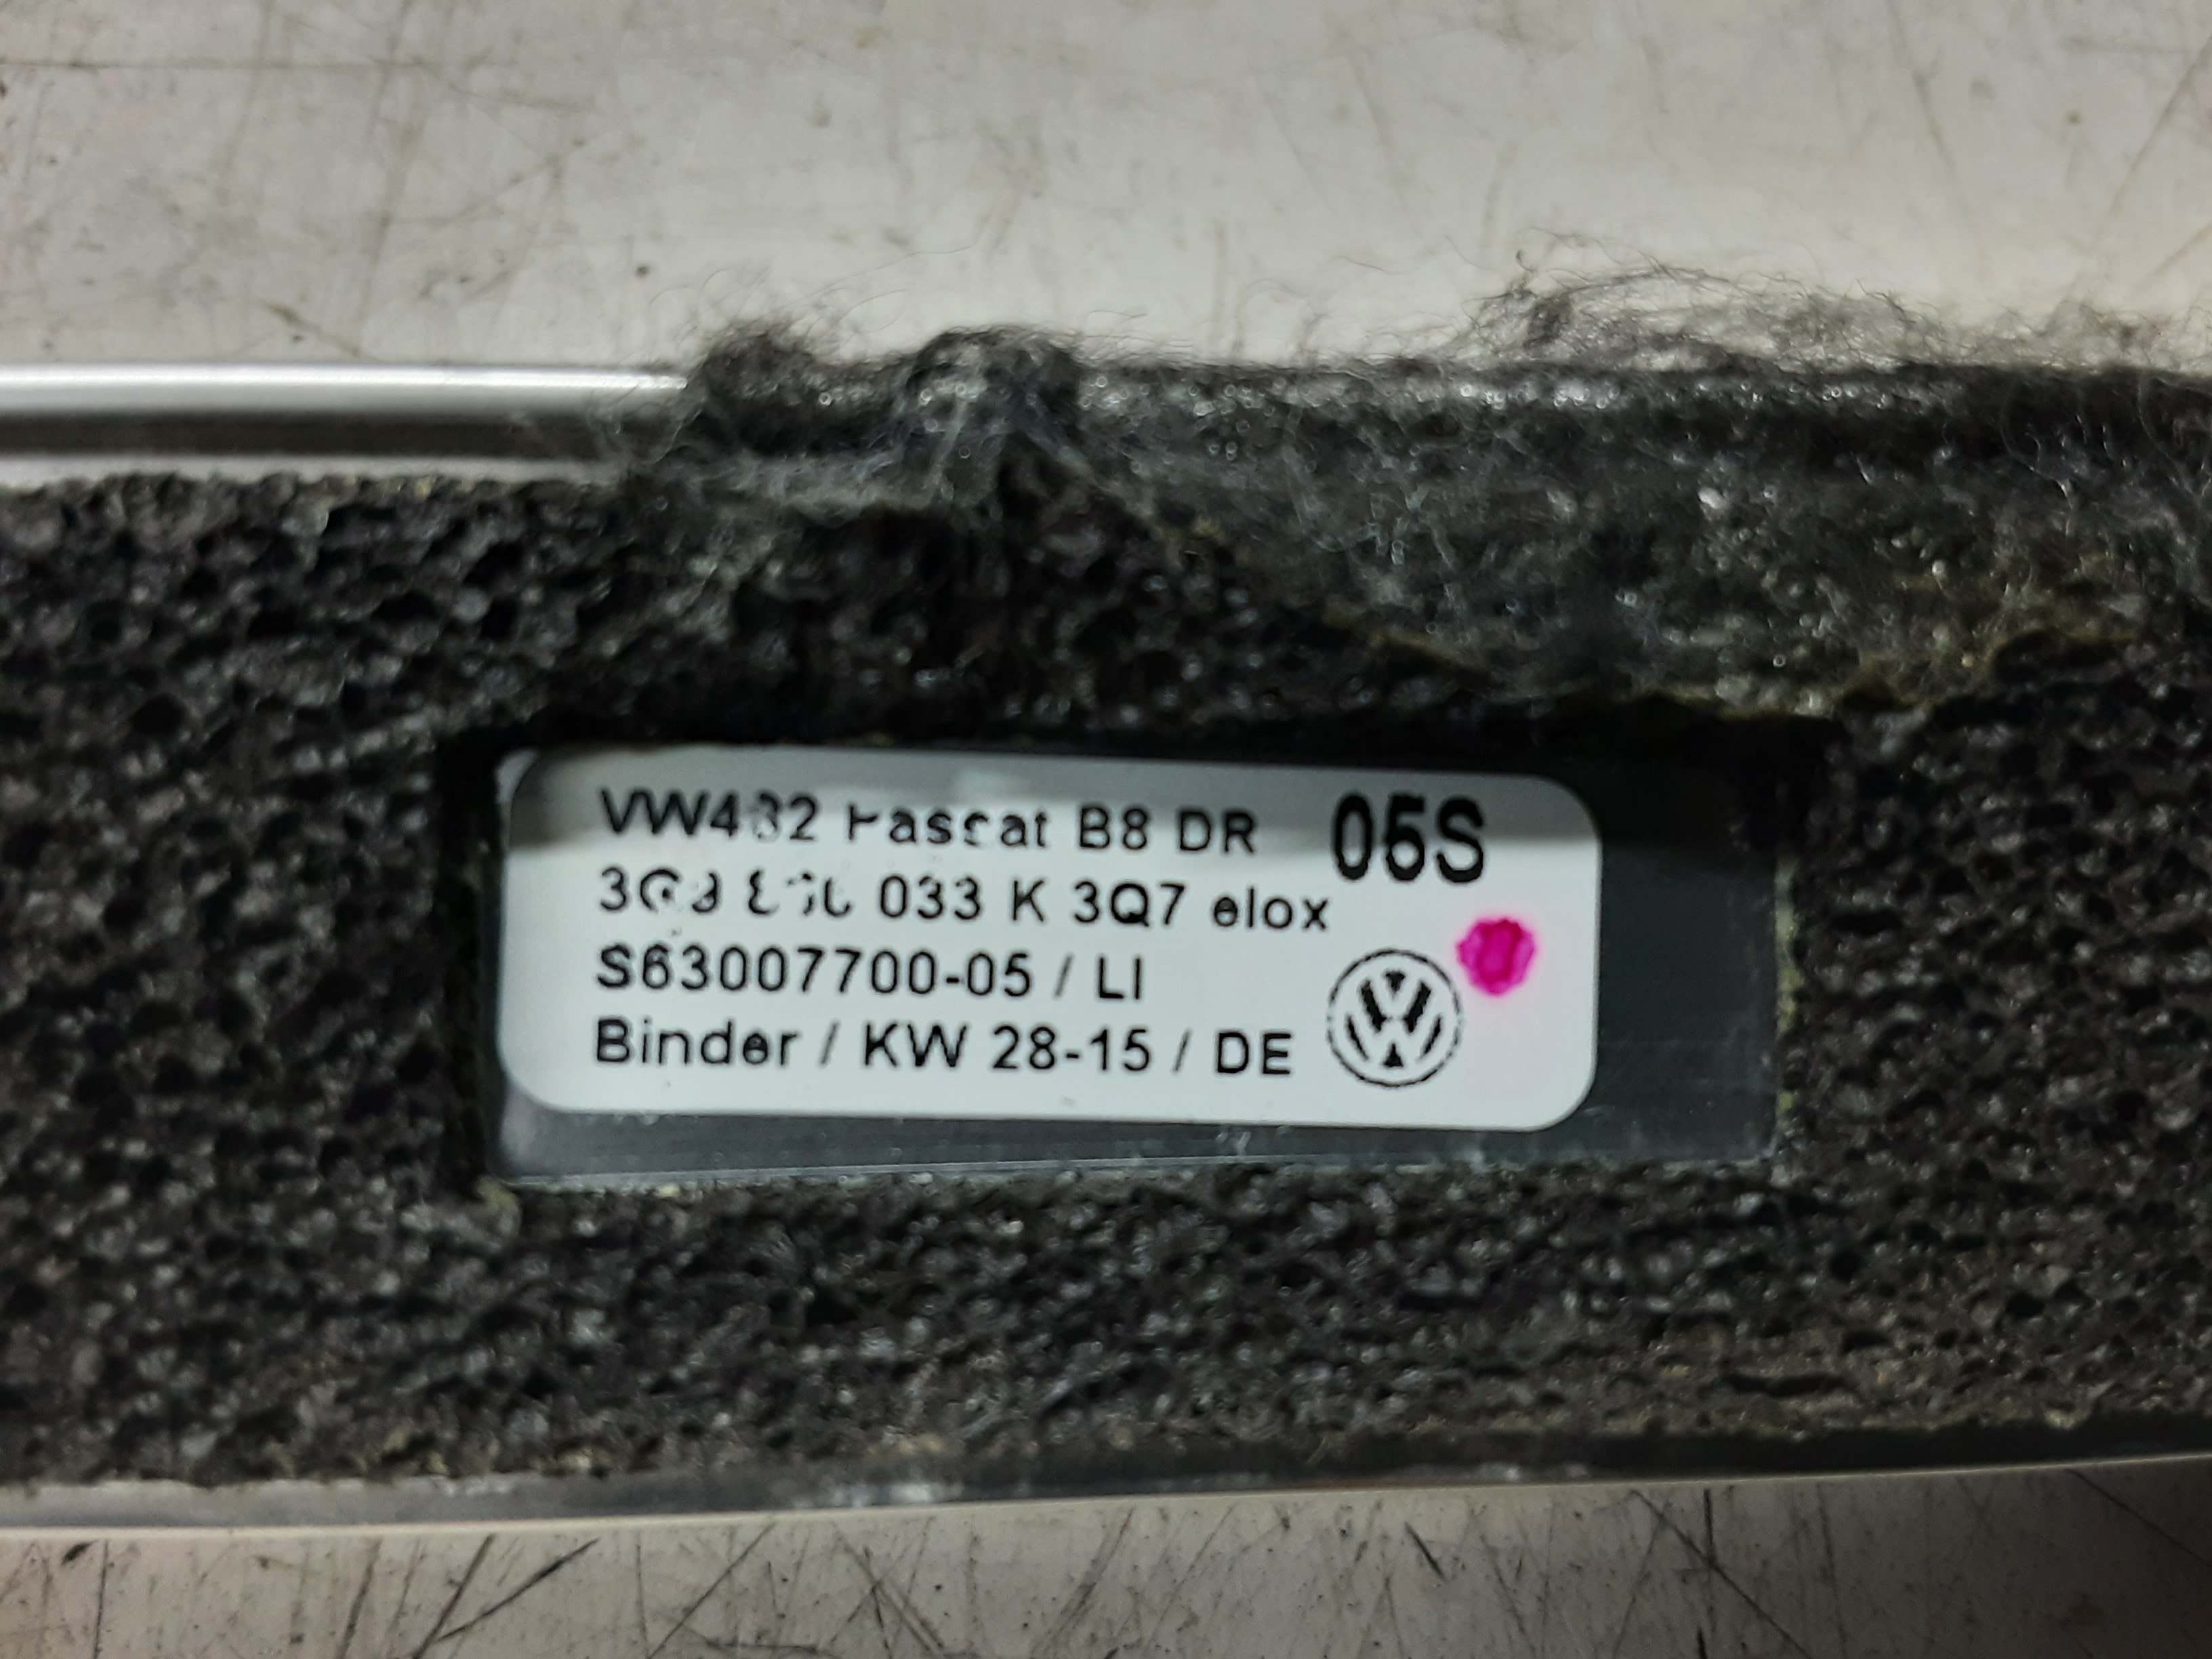 VW482 Passat B8 DR 05S
033 K 3Q7 elox
S63007700-05 / LI
Binder / KW 28-15 / DE